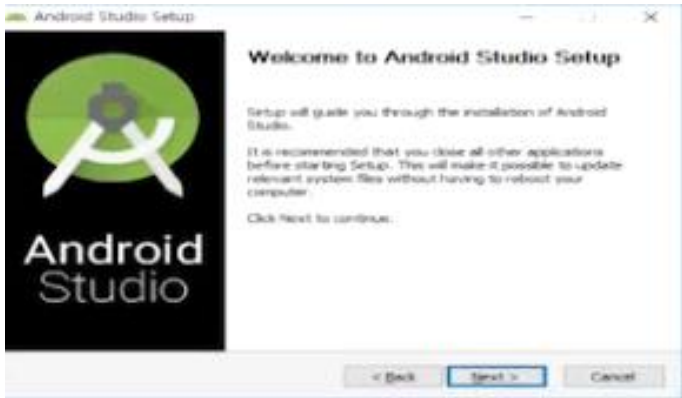 Android Studio Setup
Welcome to Android Studio Setup
Setup will guide you through the installation of Android
Studio.
It is recommended that you close all other applications
before starting Setup. This will make it possible to update
relevant system files without having to reboot your
computer.
Click Next to continue.
Android
Studio
< Back
Next >
Cancel